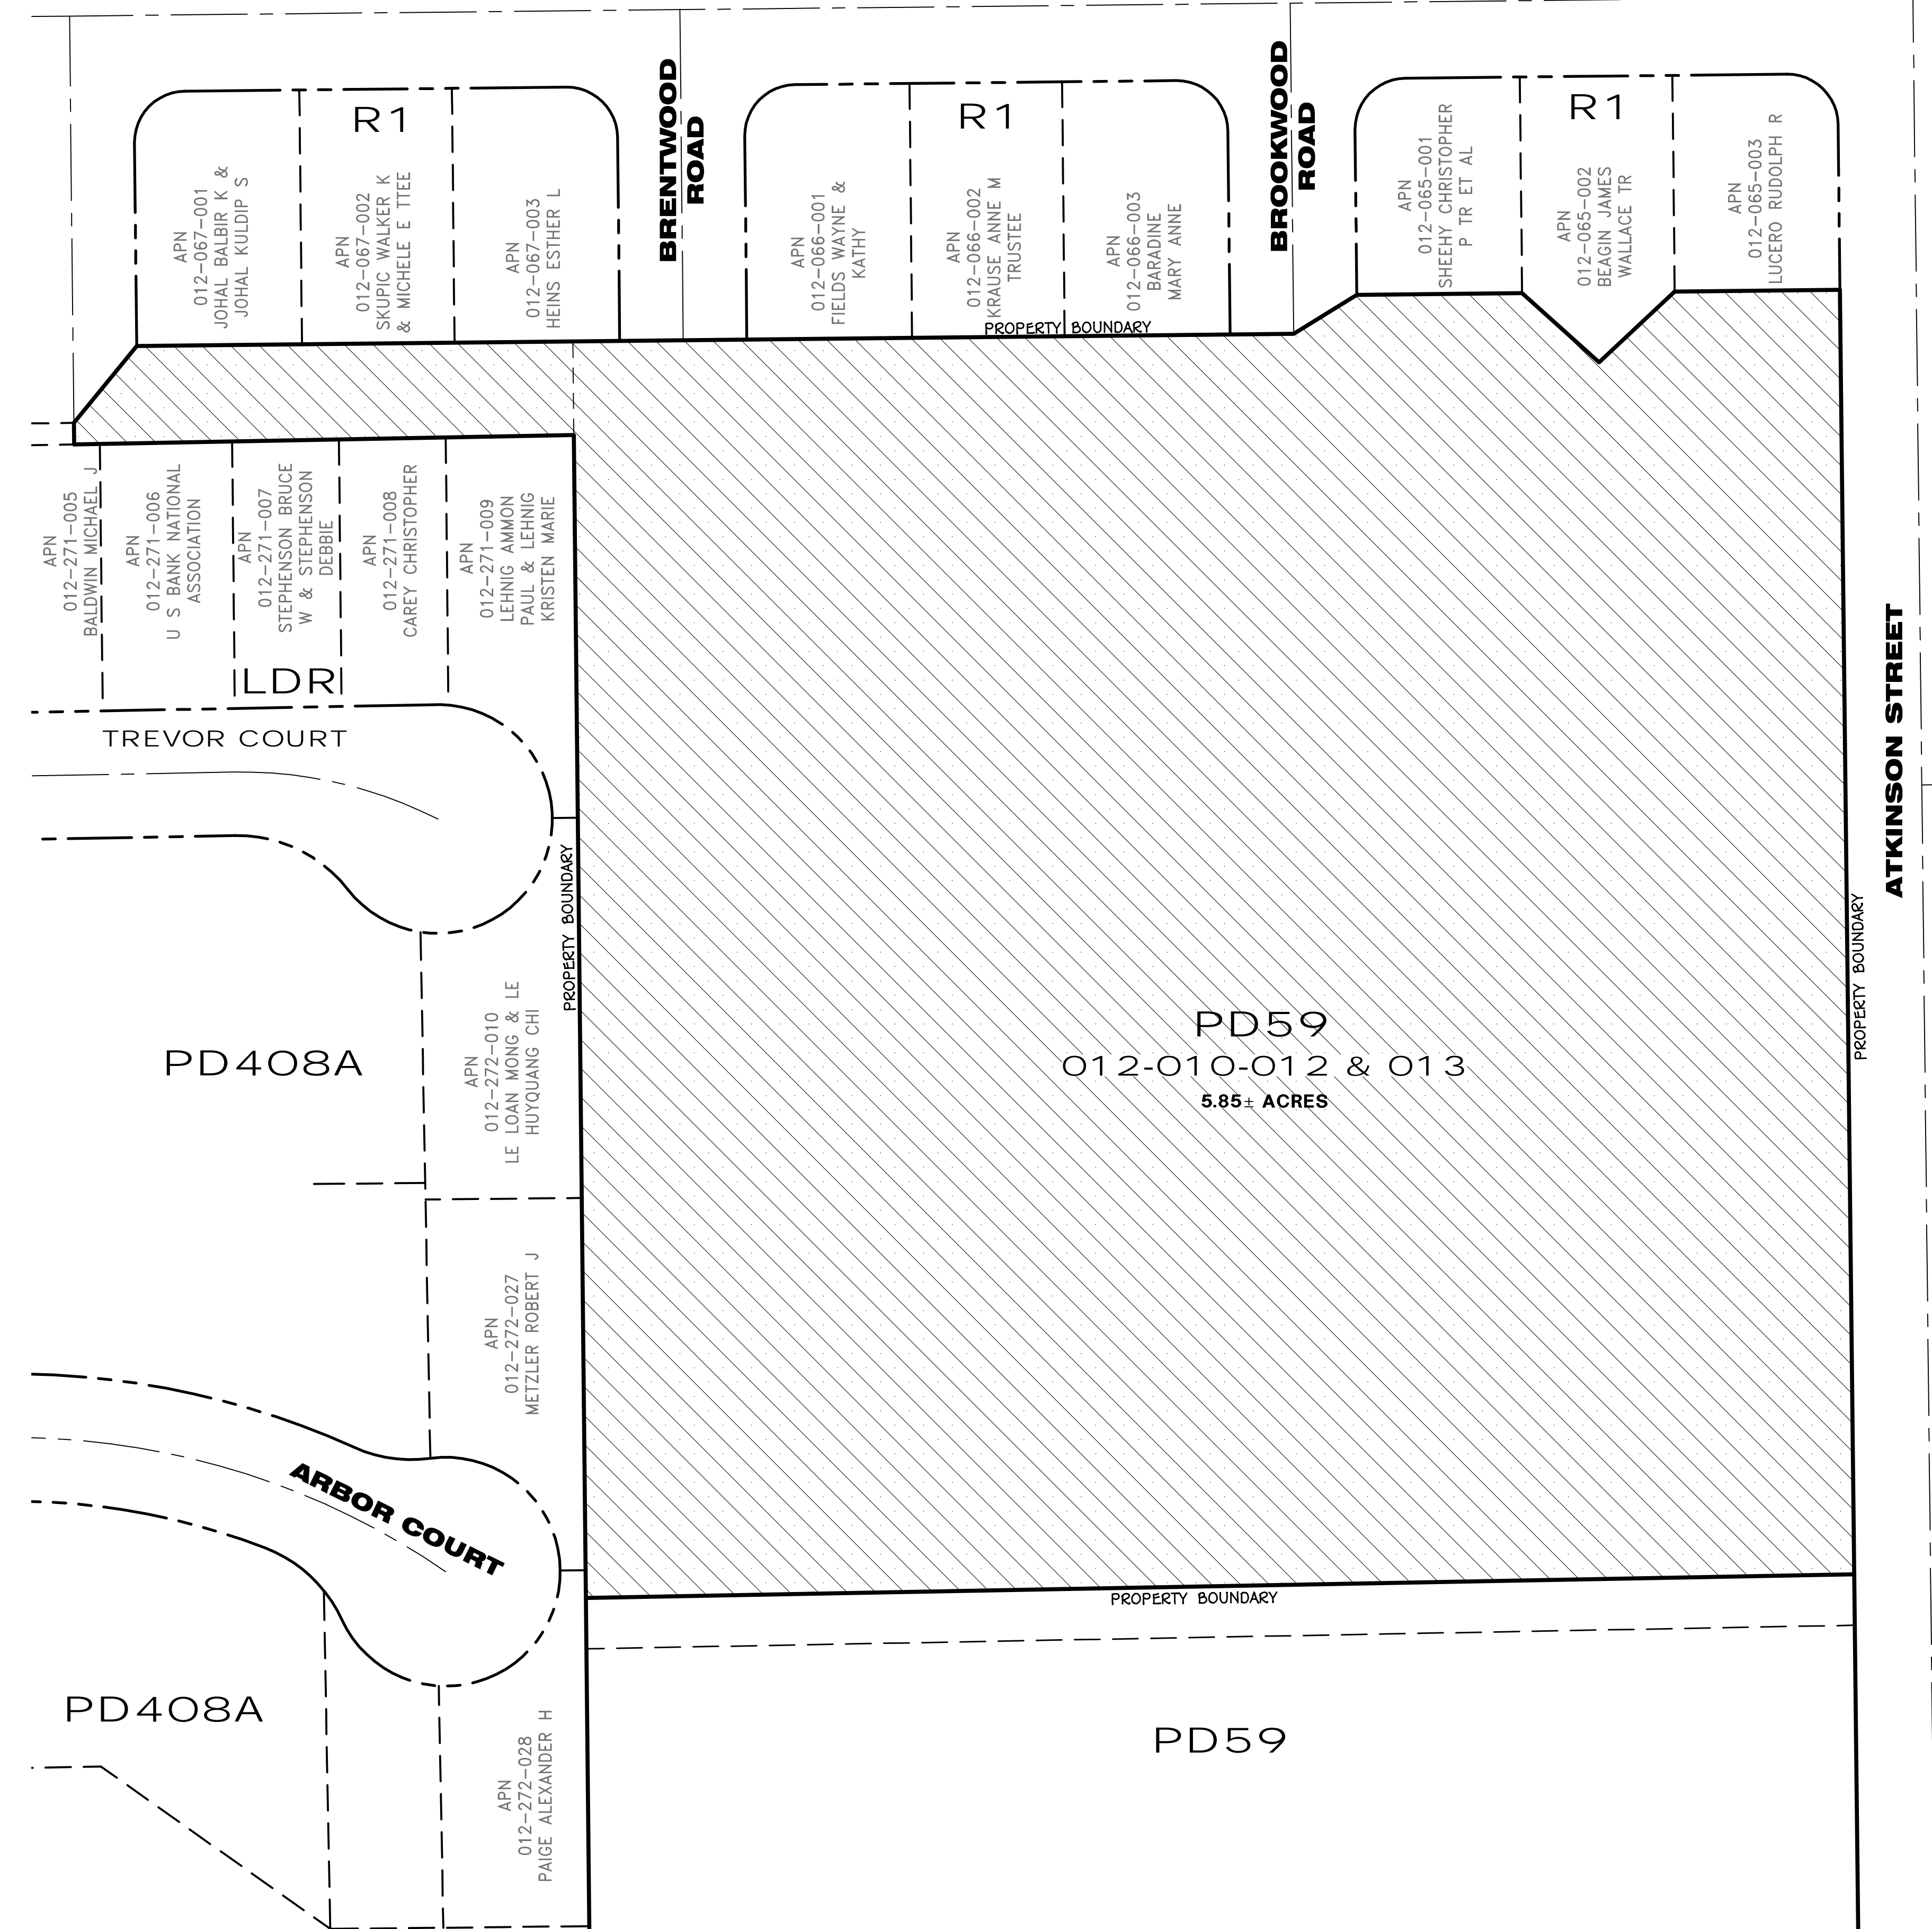 R1
APN
012-067-001
JOHAL BALBIR K &
JOHAL KULDIP S
APN
012-067-002
SKUPIC WALKER K
& MICHELE E TTEE
APN
012-067-003
HEINS ESTHER L
BRENTWOOD
ROAD
R1
APN
012-066-001
FIELDS WAYNE &
KATHY
APN
012-066-002
KRAUSE ANNE M
TRUSTEE
APN
012-066-003
BARADINE
MARY ANNE
BROOKWOOD
ROAD
R1
APN
012-065-001
SHEEHY CHRISTOPHER
P TR ET AL
APN
012-065-002
BEAGIN JAMES
WALLACE TR
APN
012-065-003
LUCERO RUDOLPH R
PROPERTY BOUNDARY
APN
012-271-005
BALDWIN MICHAEL J
APN
012-271-006
U S BANK NATIONAL
ASSOCIATION
APN
012-271-007
STEPHENSON BRUCE
W & STEPHENSON
DEBBIE
APN
012-271-008
CAREY CHRISTOPHER
APN
012-271-009
LEHNIG AMMON
PAUL & LEHNIG
KRISTEN MARIE
LDR
TREVOR COURT
ATKINSON STREET
PROPERTY BOUNDARY
PROPERTY BOUNDARY
PD408A
APN
012-272-010
LE LOAN MONG & LE
HUYQUANG CHI
PD59
012-010-012 & 013
5.85± ACRES
APN
012-272-027
METZLER ROBERT J
ARBOR COURT
PROPERTY BOUNDARY
PD408A
APN
012-272-028
PAIGE ALEXANDER H
PD59